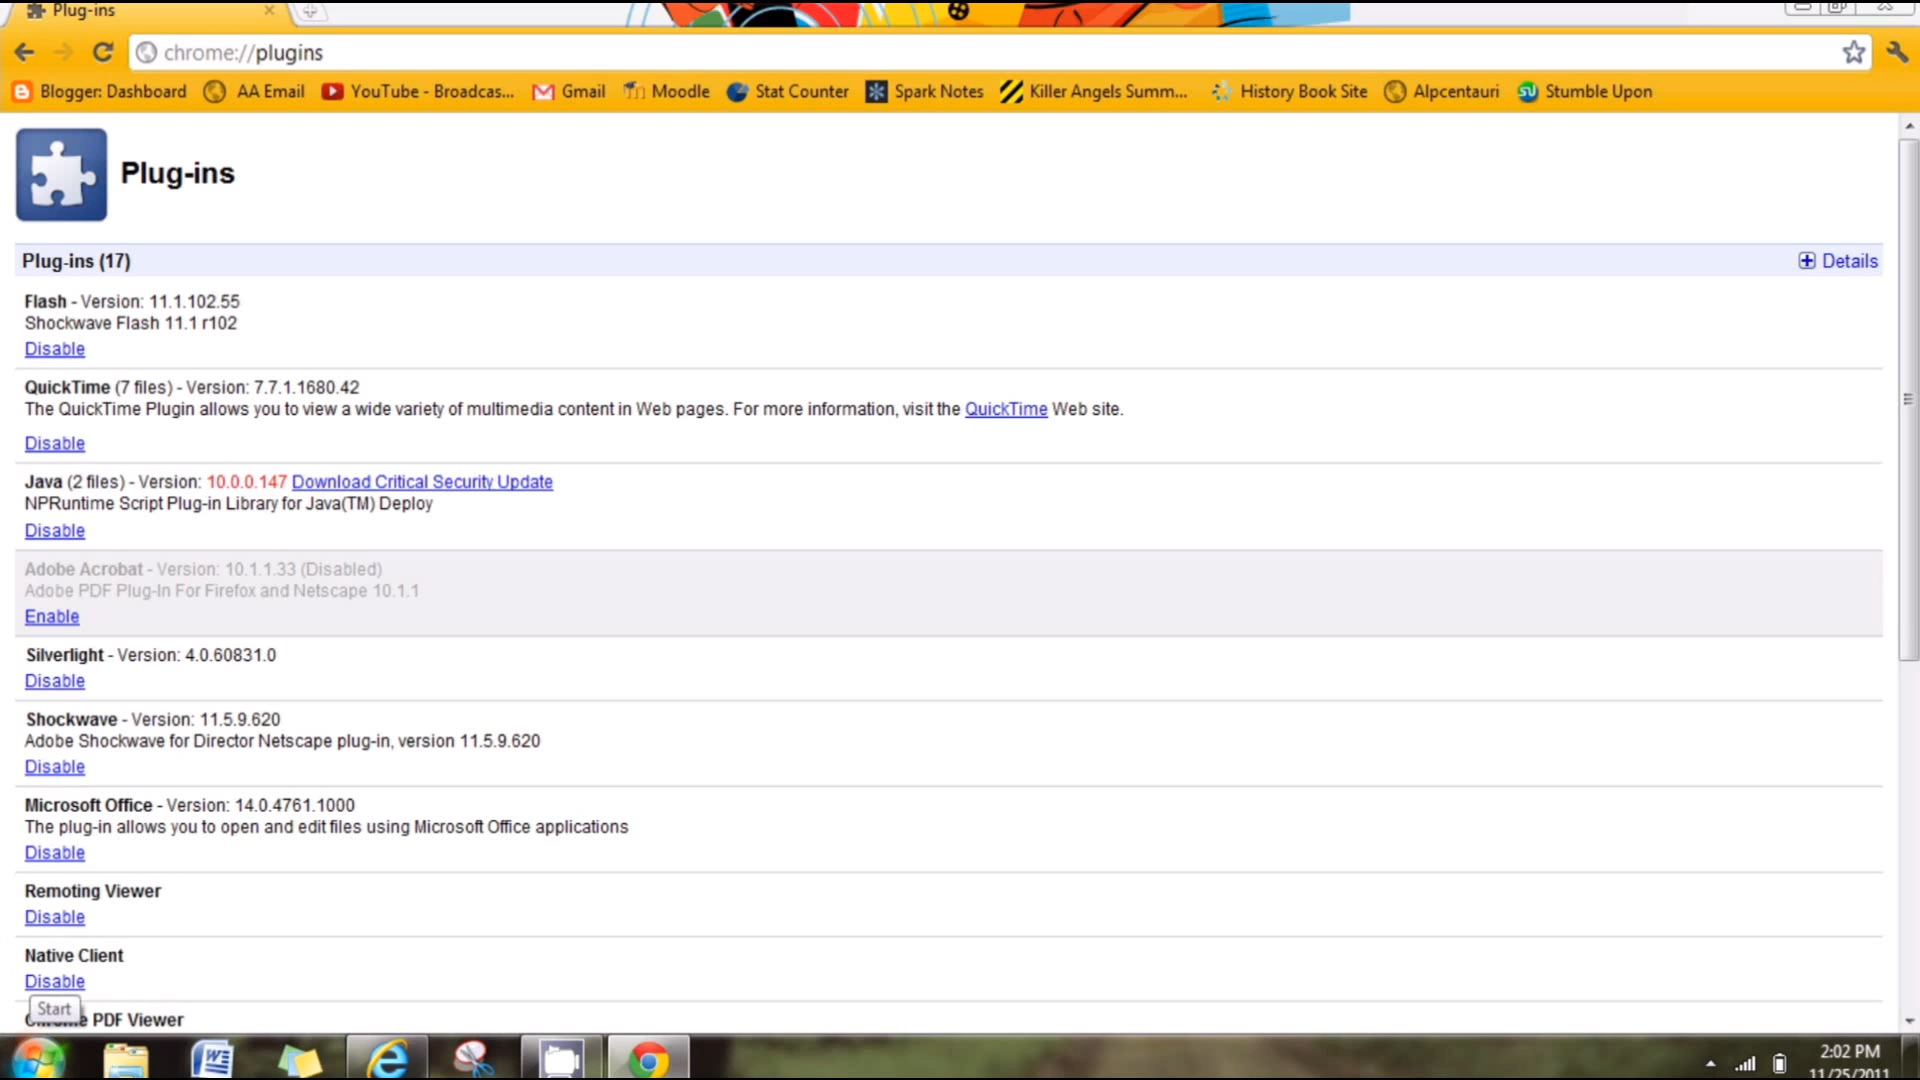 Plug-ins
chrome://plugins
Blogger: Dashboard AA Email YouTube - Broadcas... Gmail Moodle Stat Counter Spark Notes Killer Angels Summ... History Book Site Alpcentauri Stumble Upon
Plug-ins
Plug-ins (17) Details
Flash - Version: 11.1.102.55
Shockwave Flash 11.1 r102
Disable
QuickTime (7 files) - Version: 7.7.1.1680.42
The QuickTime Plugin allows you to view a wide variety of multimedia content in Web pages. For more information, visit the QuickTime Web site.
Disable
Java (2 files) - Version: 10.0.0.147 Download Critical Security Update
NPRuntime Script Plug-in Library for Java(TM) Deploy
Disable
Adobe Acrobat - Version: 10.1.1.33 (Disabled)
Adobe PDF Plug-In For Firefox and Netscape 10.1.1
Enable
Silverlight - Version: 4.0.60831.0
Disable
Shockwave - Version: 11.5.9.620
Adobe Shockwave for Director Netscape plug-in, version 11.5.9.620
Disable
Microsoft Office - Version: 14.0.4761.1000
The plug-in allows you to open and edit files using Microsoft Office applications
Disable
Remoting Viewer
Disable
Native Client
Disable
Start
PDF Viewer
2:02 PM
11/25/2011